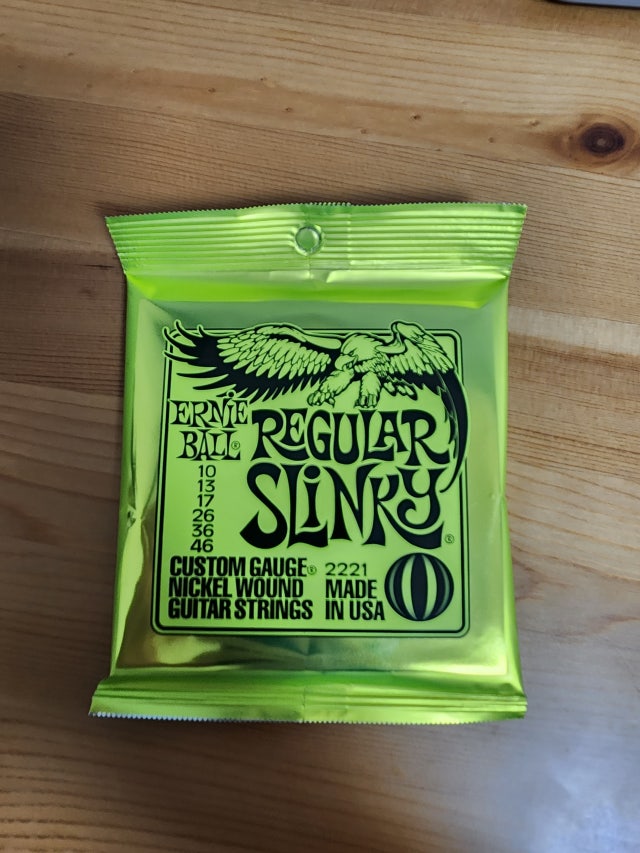 ERNIE
BALL®
REGULAR
SLINKY®
10
13
17
26
36
46
CUSTOM GAUGE®
NICKEL WOUND
GUITAR STRINGS
2221
MADE
IN USA